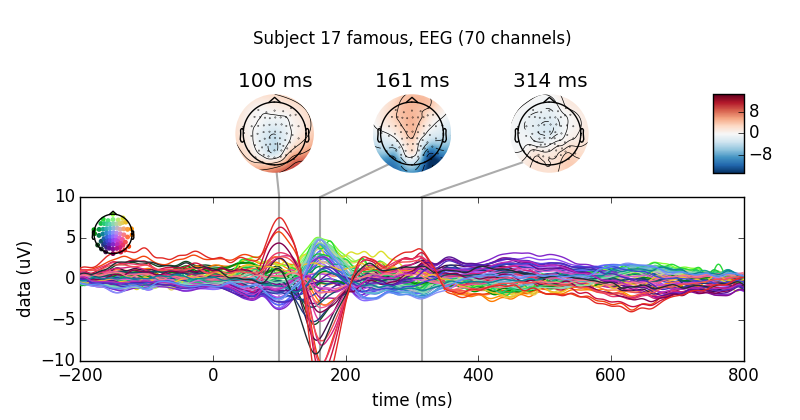 Subject 17 famous, EEG (70 channels)
100 ms 161 ms 314 ms
8
0
−8
10
5
0
−5
−10
data (uV)
−200 0 200 400 600 800
time (ms)